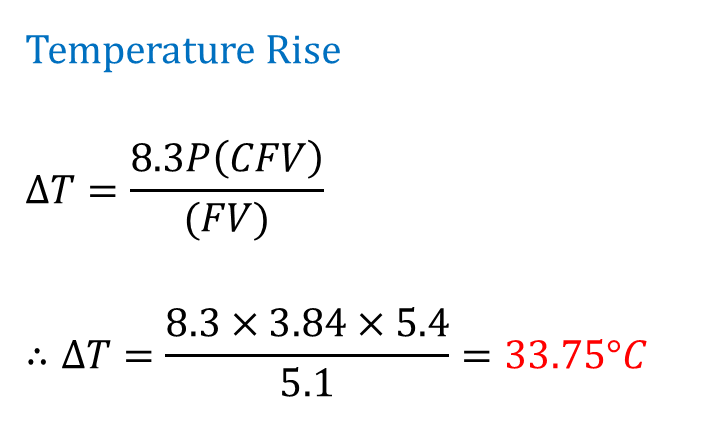 Temperature Rise
ΔT = 8.3P(CFV) / (FV)
∴ ΔT = 8.3 × 3.84 × 5.4 / 5.1 = 33.75°C